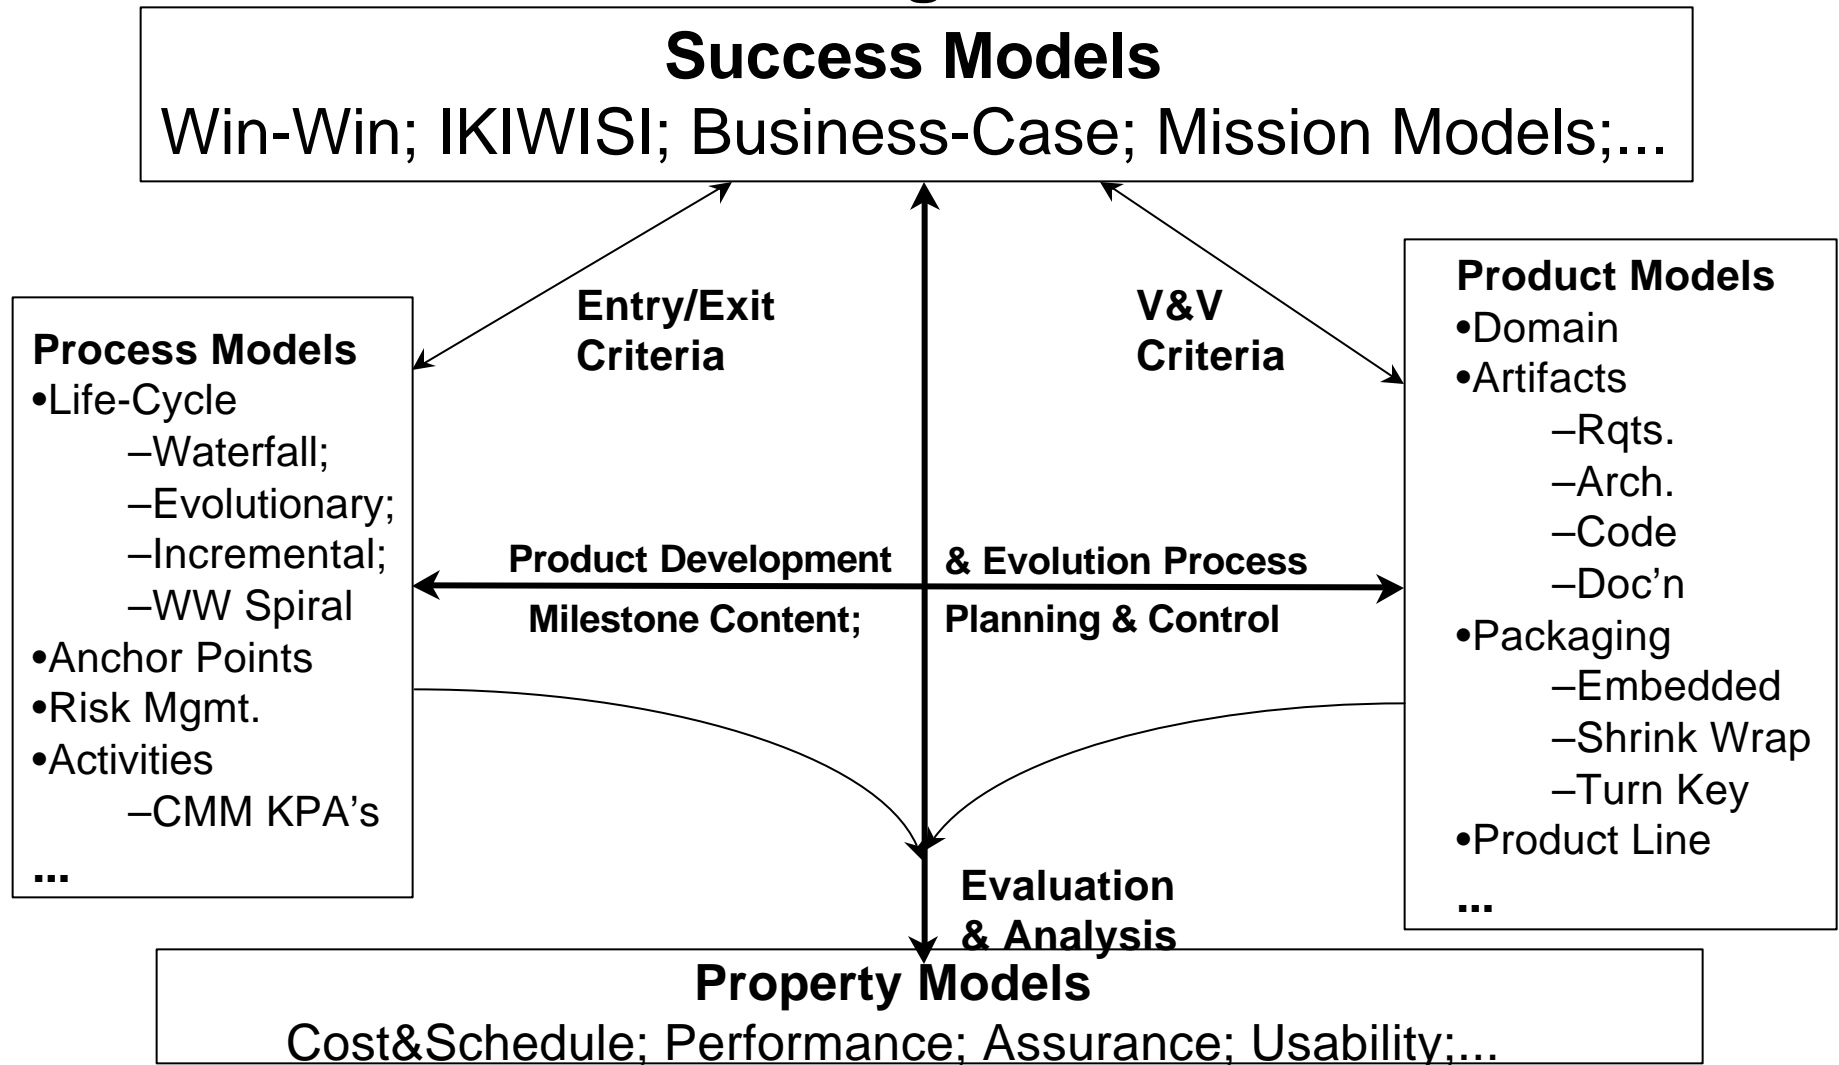 Success Models
Win-Win; IKIWISI; Business-Case; Mission Models;...
Entry/Exit
Criteria
V&V
Criteria
Process Models
•Life-Cycle
–Waterfall;
–Evolutionary;
–Incremental;
–WW Spiral
•Anchor Points
•Risk Mgmt.
•Activities
–CMM KPA's
...
Product Development & Evolution Process
Milestone Content; Planning & Control
Product Models
•Domain
•Artifacts
–Rqts.
–Arch.
–Code
–Doc'n
•Packaging
–Embedded
–Shrink Wrap
–Turn Key
•Product Line
...
Evaluation
& Analysis
Property Models
Cost&Schedule; Performance; Assurance; Usability;...